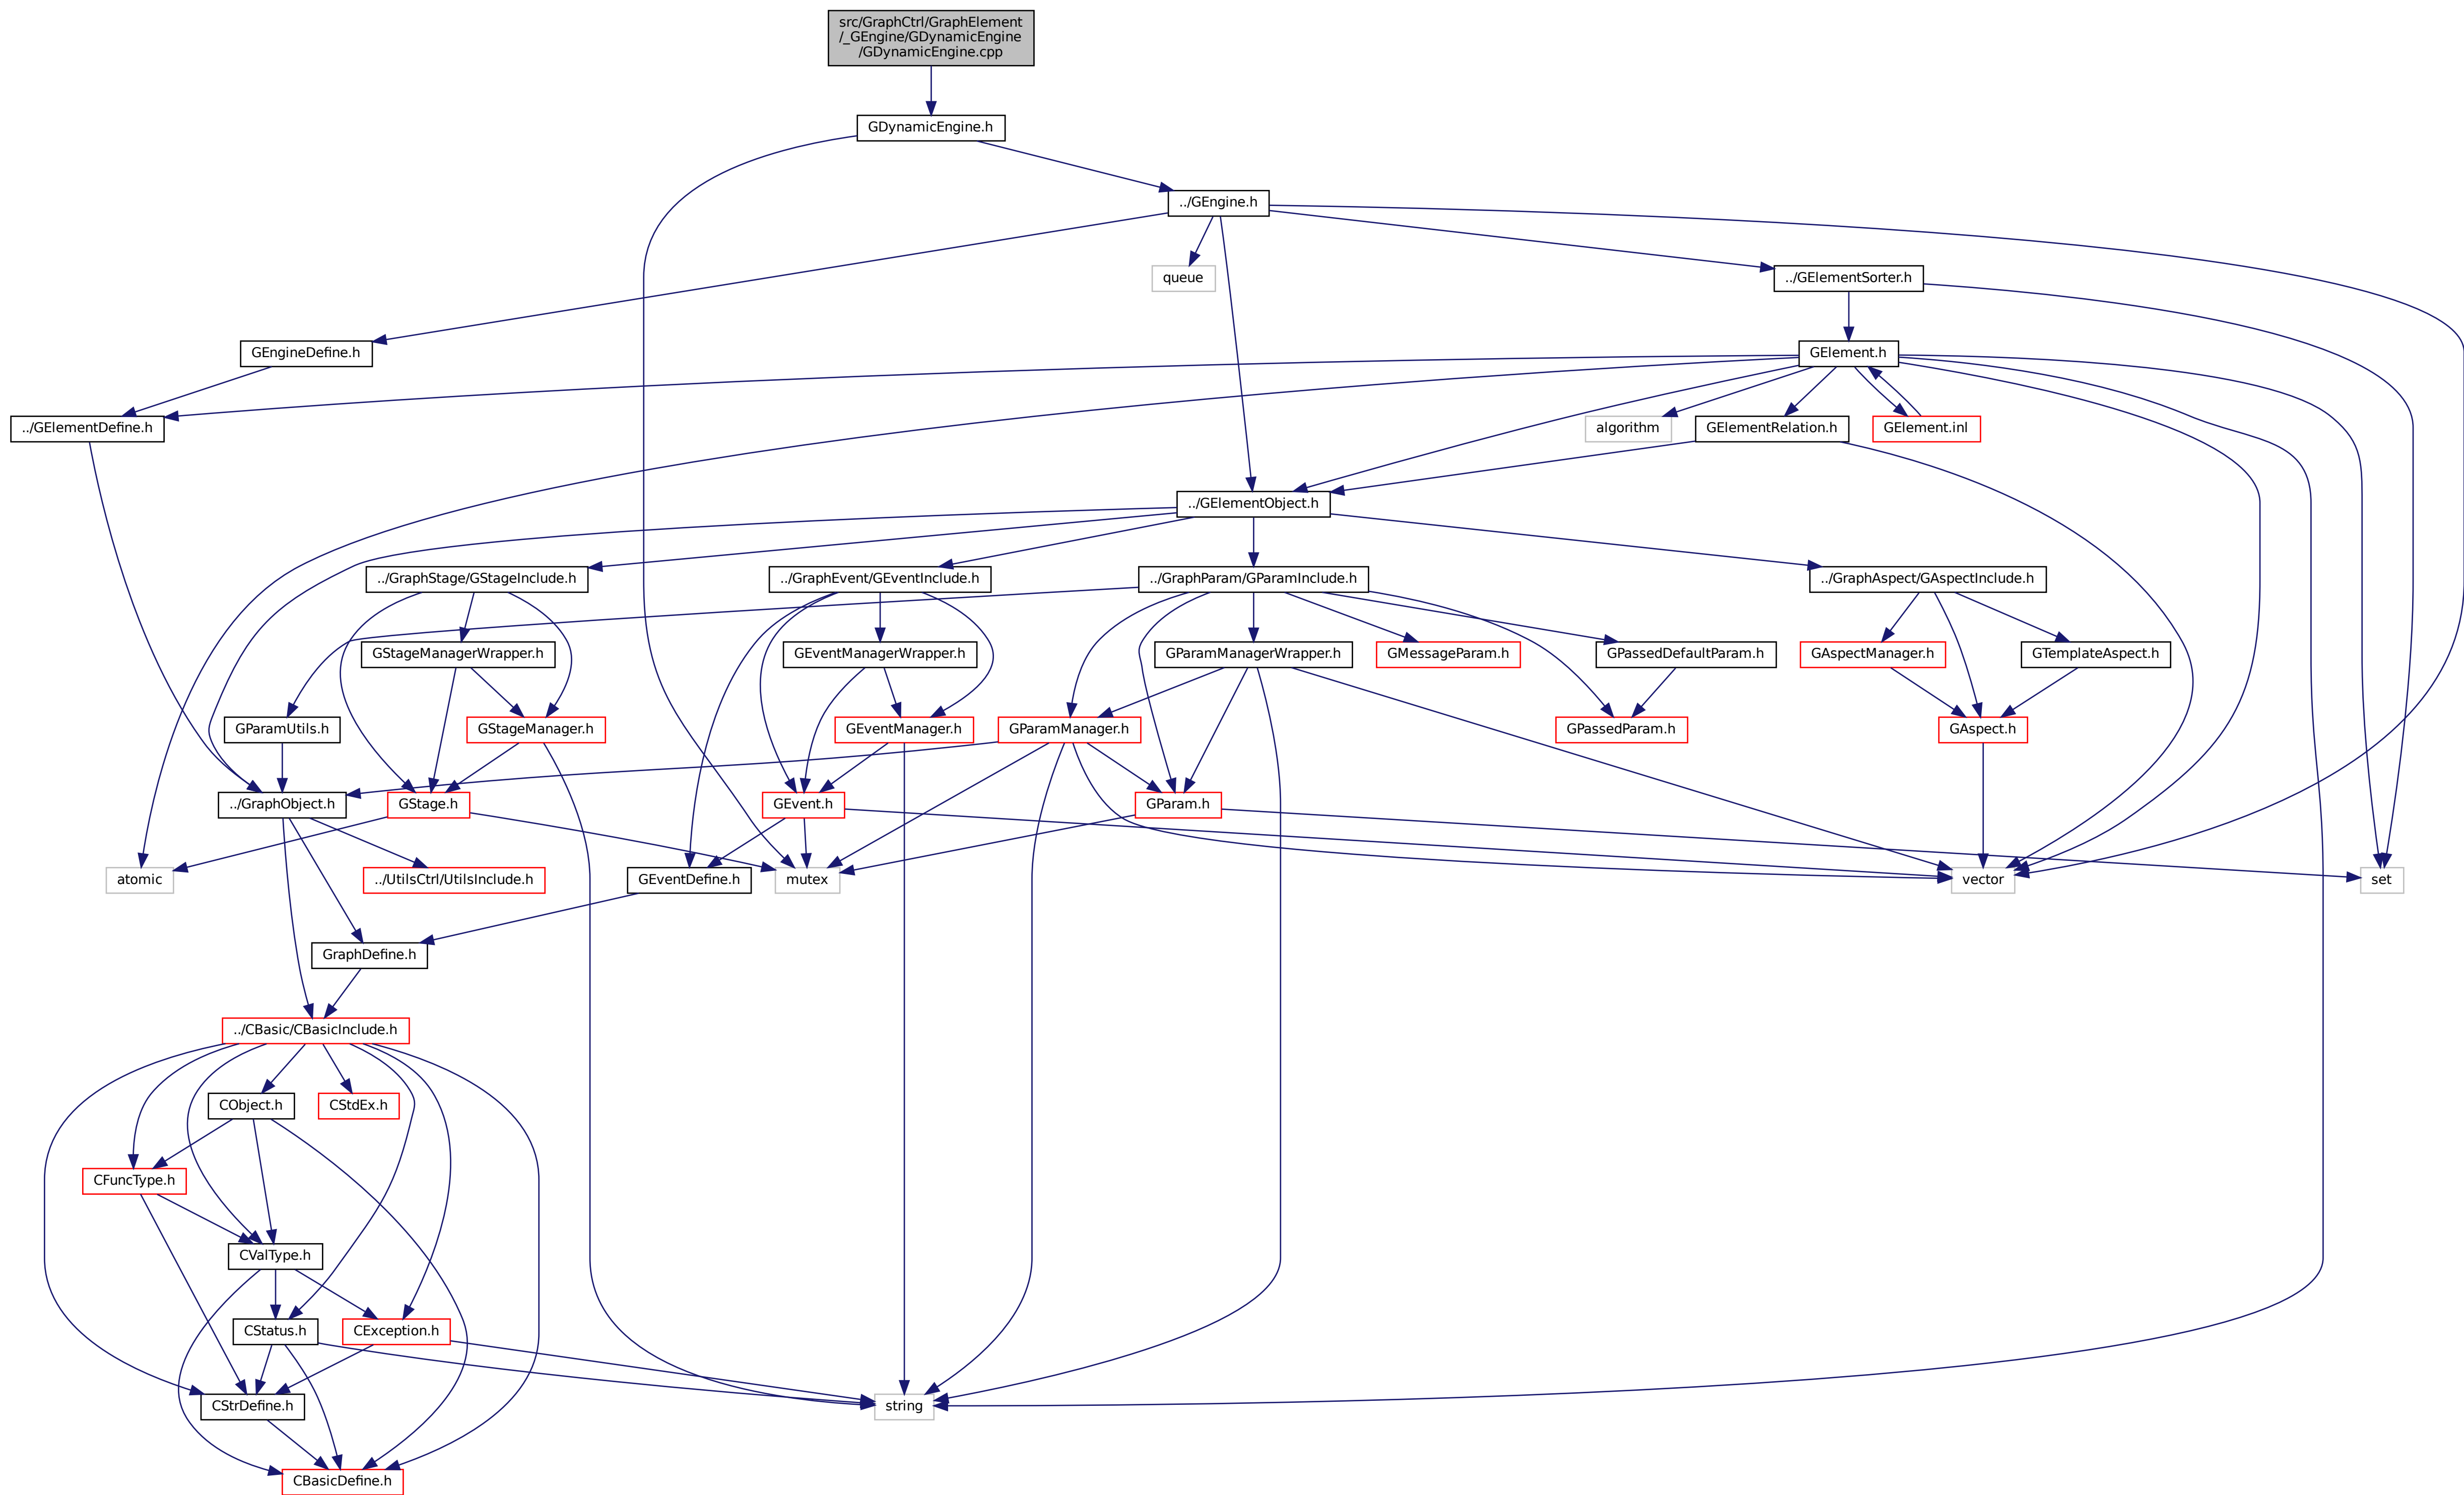 src/GraphCtrl/GraphElement
/_GEngine/GDynamicEngine
/GDynamicEngine.cpp
GDynamicEngine.h
../GEngine.h
queue
../GElementSorter.h
GEngineDefine.h
GElement.h
../GElementDefine.h
algorithm
GElementRelation.h
GElement.inl
../GElementObject.h
../GraphStage/GStageInclude.h
../GraphEvent/GEventInclude.h
../GraphParam/GParamInclude.h
../GraphAspect/GAspectInclude.h
GStageManagerWrapper.h
GEventManagerWrapper.h
GParamManagerWrapper.h
GMessageParam.h
GPassedDefaultParam.h
GAspectManager.h
GTemplateAspect.h
GParamUtils.h
GStageManager.h
GEventManager.h
GParamManager.h
GPassedParam.h
GAspect.h
../GraphObject.h
GStage.h
GEvent.h
GParam.h
atomic
../UtilsCtrl/UtilsInclude.h
GEventDefine.h
mutex
vector
set
GraphDefine.h
../CBasic/CBasicInclude.h
CObject.h
CStdEx.h
CFuncType.h
CValType.h
CStatus.h
CException.h
CStrDefine.h
string
CBasicDefine.h